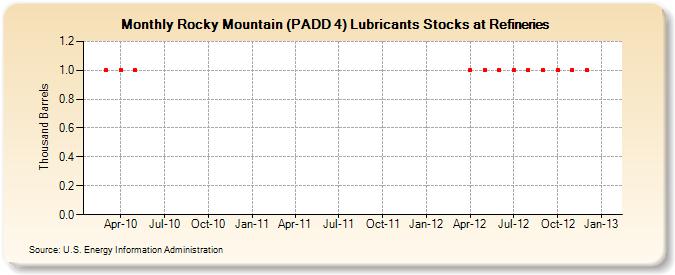 Monthly Rocky Mountain (PADD 4) Lubricants Stocks at Refineries
Thousand Barrels
1.2
1.0
0.8
0.6
0.4
0.2
0.0
Apr-10 Jul-10 Oct-10 Jan-11 Apr-11 Jul-11 Oct-11 Jan-12 Apr-12 Jul-12 Oct-12 Jan-13
Source: U.S. Energy Information Administration